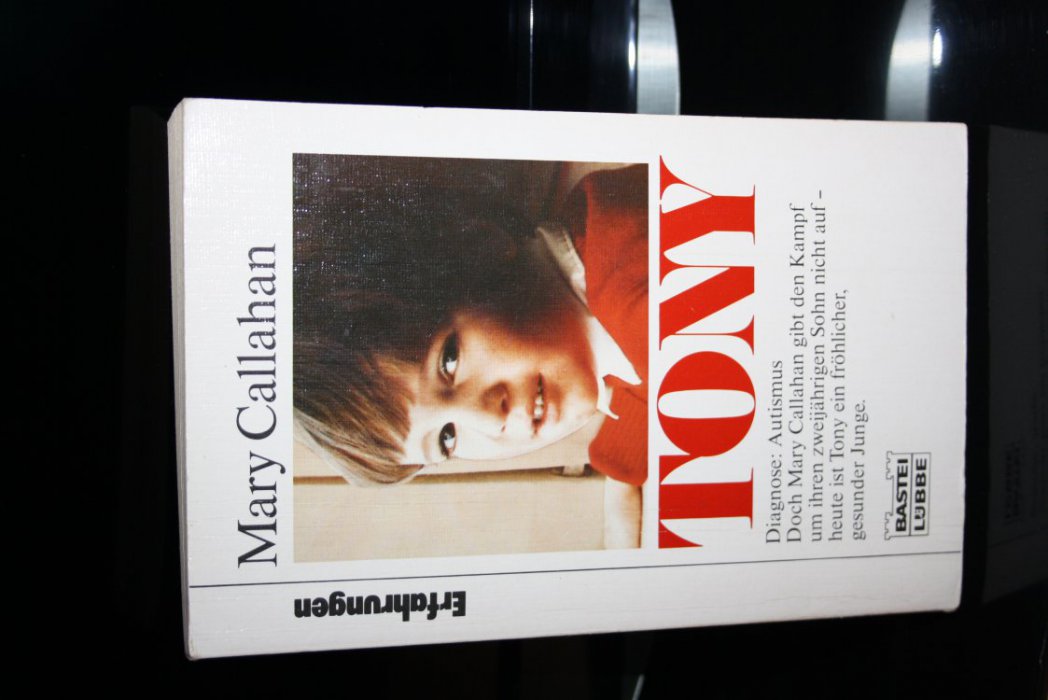 Erfahrungen
Mary Callahan
TONY
Diagnose: Autismus
Doch Mary Callahan gibt den Kampf
um ihren zweijährigen Sohn nicht auf –
heute ist Tony ein fröhlicher,
gesunder Junge.
BASTEI
LÜBBE